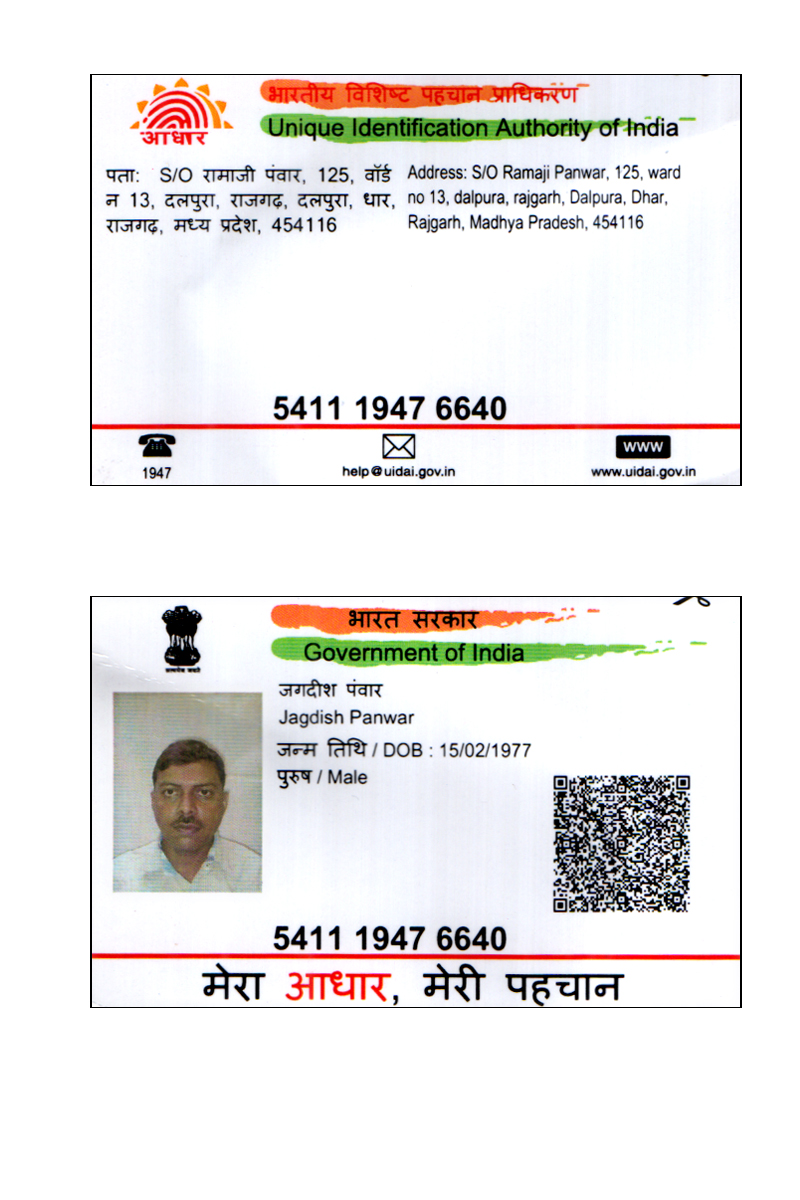 आधार
भारतीय विशिष्ट पहचान प्राधिकरण
Unique Identification Authority of India
पता: S/O रामाजी पंवार, 125, वॉर्ड
न 13, दलपुरा, राजगढ़, दलपुरा, धार,
राजगढ़, मध्य प्रदेश, 454116
Address: S/O Ramaji Panwar, 125, ward
no 13, dalpura, rajgarh, Dalpura, Dhar,
Rajgarh, Madhya Pradesh, 454116
5411 1947 6640
1947
help@uidai.gov.in
www
www.uidai.gov.in
भारत सरकार
Government of India
जगदीश पंवार
Jagdish Panwar
जन्म तिथि / DOB : 15/02/1977
पुरुष / Male
5411 1947 6640
मेरा आधार, मेरी पहचान